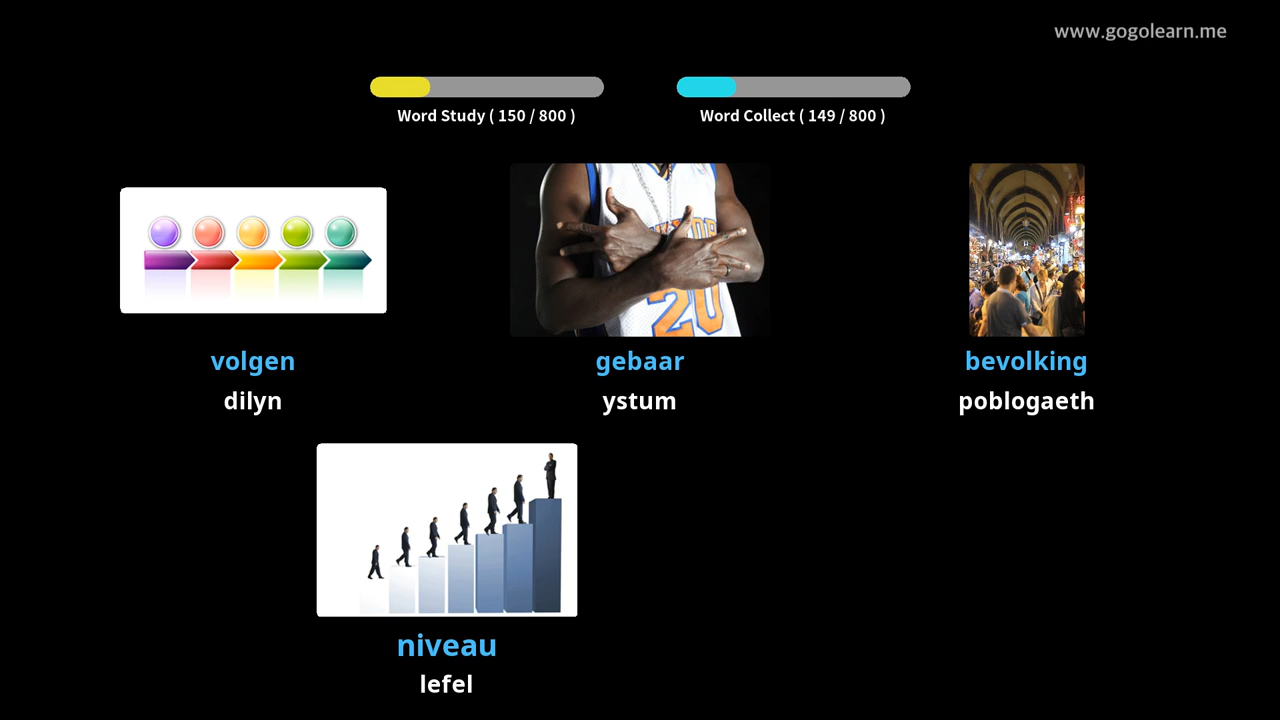 www.gogolearn.me
Word Study ( 150 / 800 )
Word Collect ( 149 / 800 )
20
volgen
gebaar
bevolking
dilyn
ystum
poblogaeth
niveau
lefel